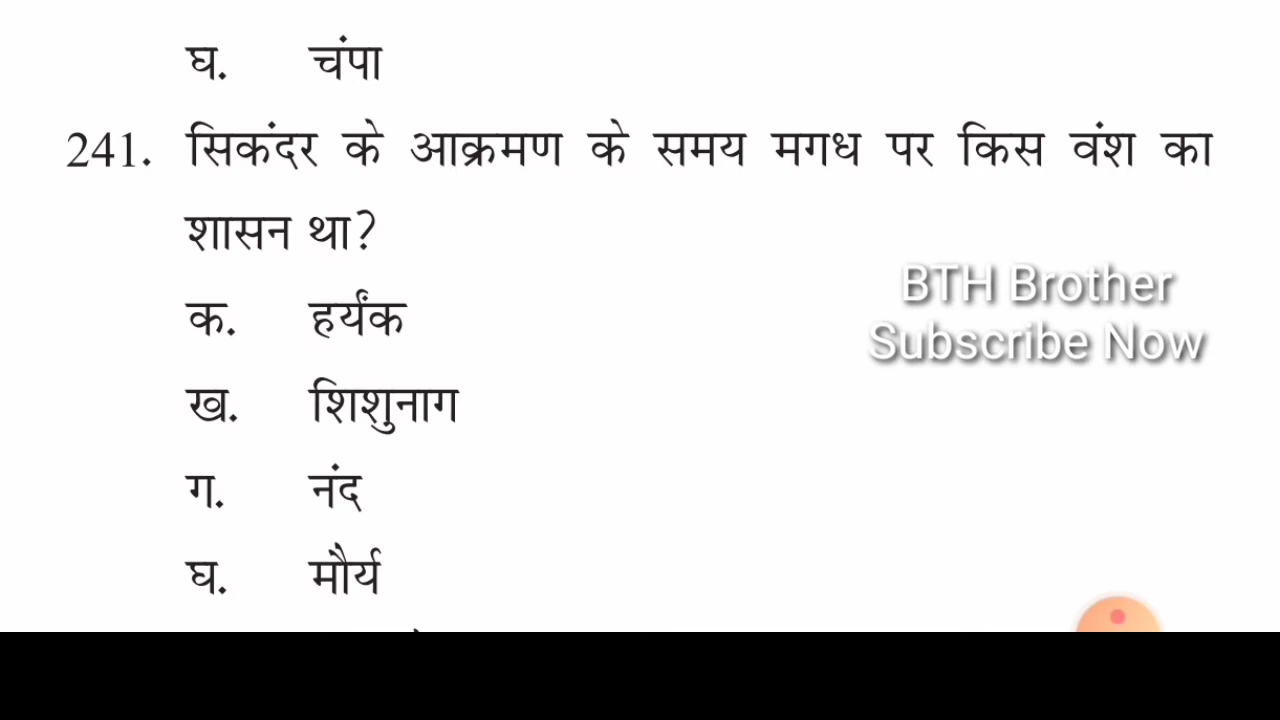 घ. चंपा
241. सिकंदर के आक्रमण के समय मगध पर किस वंश का
शासन था?
BTH Brother
Subscribe Now
क. हर्यंक
ख. शिशुनाग
ग. नंद
घ. मौर्य